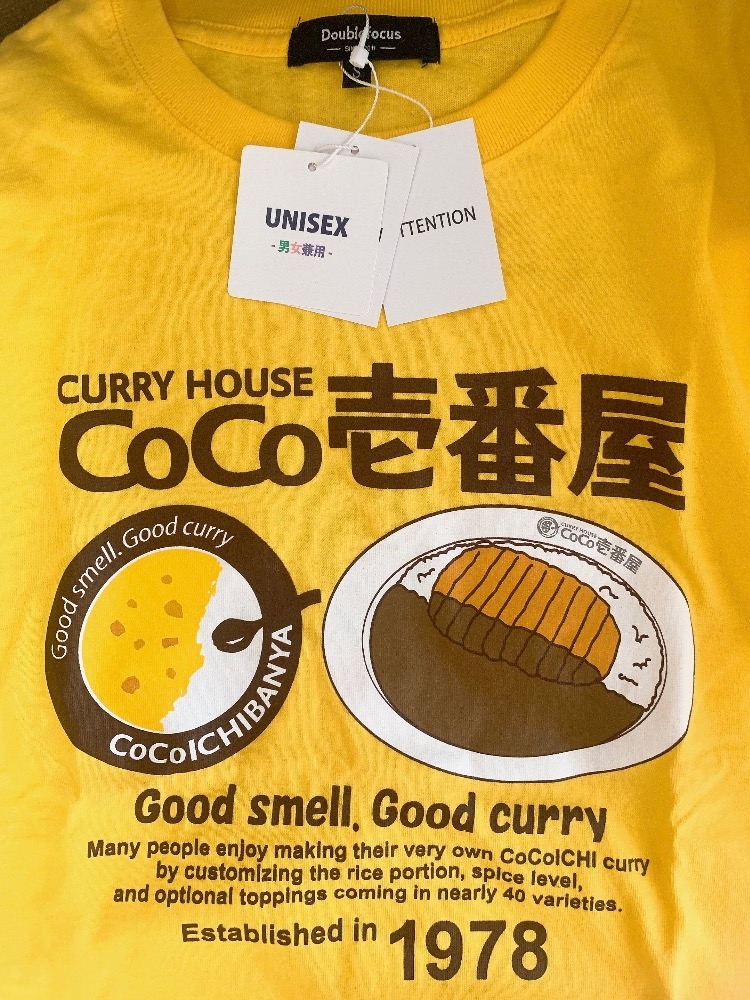 Doublefocus
S
UNISEX
- 男女兼用 -
TTENTION
CURRY HOUSE
CoCo壱番屋
Good smell. Good curry
CoCoICHIBANYA
CURRY HOUSE
CoCo壱番屋
Good smell. Good curry
Many people enjoy making their very own CoCoICHI curry
by customizing the rice portion, spice level,
and optional toppings coming in nearly 40 varieties.
Established in 1978